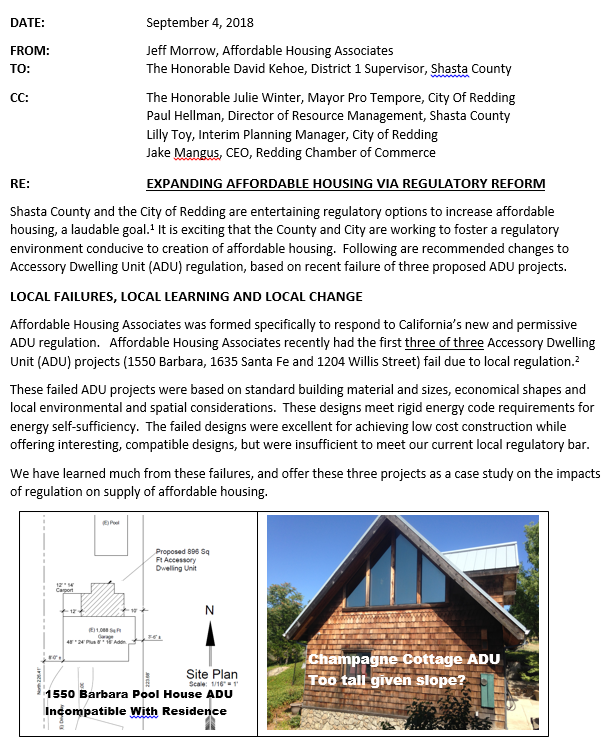 DATE: September 4, 2018
FROM: Jeff Morrow, Affordable Housing Associates
TO: The Honorable David Kehoe, District 1 Supervisor, Shasta County
CC: The Honorable Julie Winter, Mayor Pro Tempore, City Of Redding
Paul Hellman, Director of Resource Management, Shasta County
Lilly Toy, Interim Planning Manager, City of Redding
Jake Mangus, CEO, Redding Chamber of Commerce
RE: EXPANDING AFFORDABLE HOUSING VIA REGULATORY REFORM
Shasta County and the City of Redding are entertaining regulatory options to increase affordable
housing, a laudable goal.¹ It is exciting that the County and City are working to foster a regulatory
environment conducive to creation of affordable housing. Following are recommended changes to
Accessory Dwelling Unit (ADU) regulation, based on recent failure of three proposed ADU projects.
LOCAL FAILURES, LOCAL LEARNING AND LOCAL CHANGE
Affordable Housing Associates was formed specifically to respond to California's new and permissive
ADU regulation. Affordable Housing Associates recently had the first three of three Accessory Dwelling
Unit (ADU) projects (1550 Barbara, 1635 Santa Fe and 1204 Willis Street) fail due to local regulation.²
These failed ADU projects were based on standard building material and sizes, economical shapes and
local environmental and spatial considerations. These designs meet rigid energy code requirements for
energy self-sufficiency. The failed designs were excellent for achieving low cost construction while
offering interesting, compatible designs, but were insufficient to meet our current local regulatory bar.
We have learned much from these failures, and offer these three projects as a case study on the impacts
of regulation on supply of affordable housing.
(E) Pool
Proposed 896 Sq
Ft Accessory
Dwelling Unit
12' * 14'
Carport
12'
10'
N
(E) 1,088 Sq Ft
Garage
48' * 24' Plus 8' * 16' Addn
Site Plan
Scale: 1/16" = 1'
1550 Barbara Pool House ADU
Incompatible With Residence
Champagne Cottage ADU
Too tall given slope?